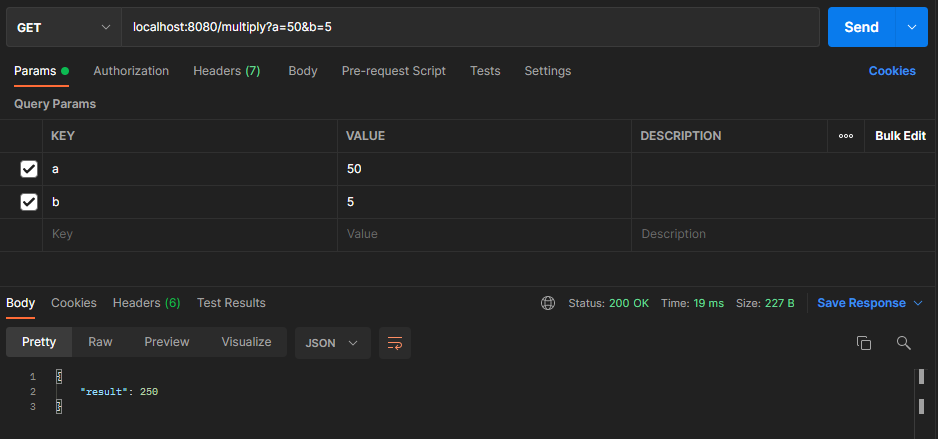 GET localhost:8080/multiply?a=50&b=5 Send
Params Authorization Headers (7) Body Pre-request Script Tests Settings Cookies
Query Params
KEY VALUE DESCRIPTION ooo Bulk Edit
a 50
b 5
Key Value Description
Body Cookies Headers (6) Test Results Status: 200 OK Time: 19 ms Size: 227 B Save Response
Pretty Raw Preview Visualize JSON
1 {
2 "result": 250
3 }